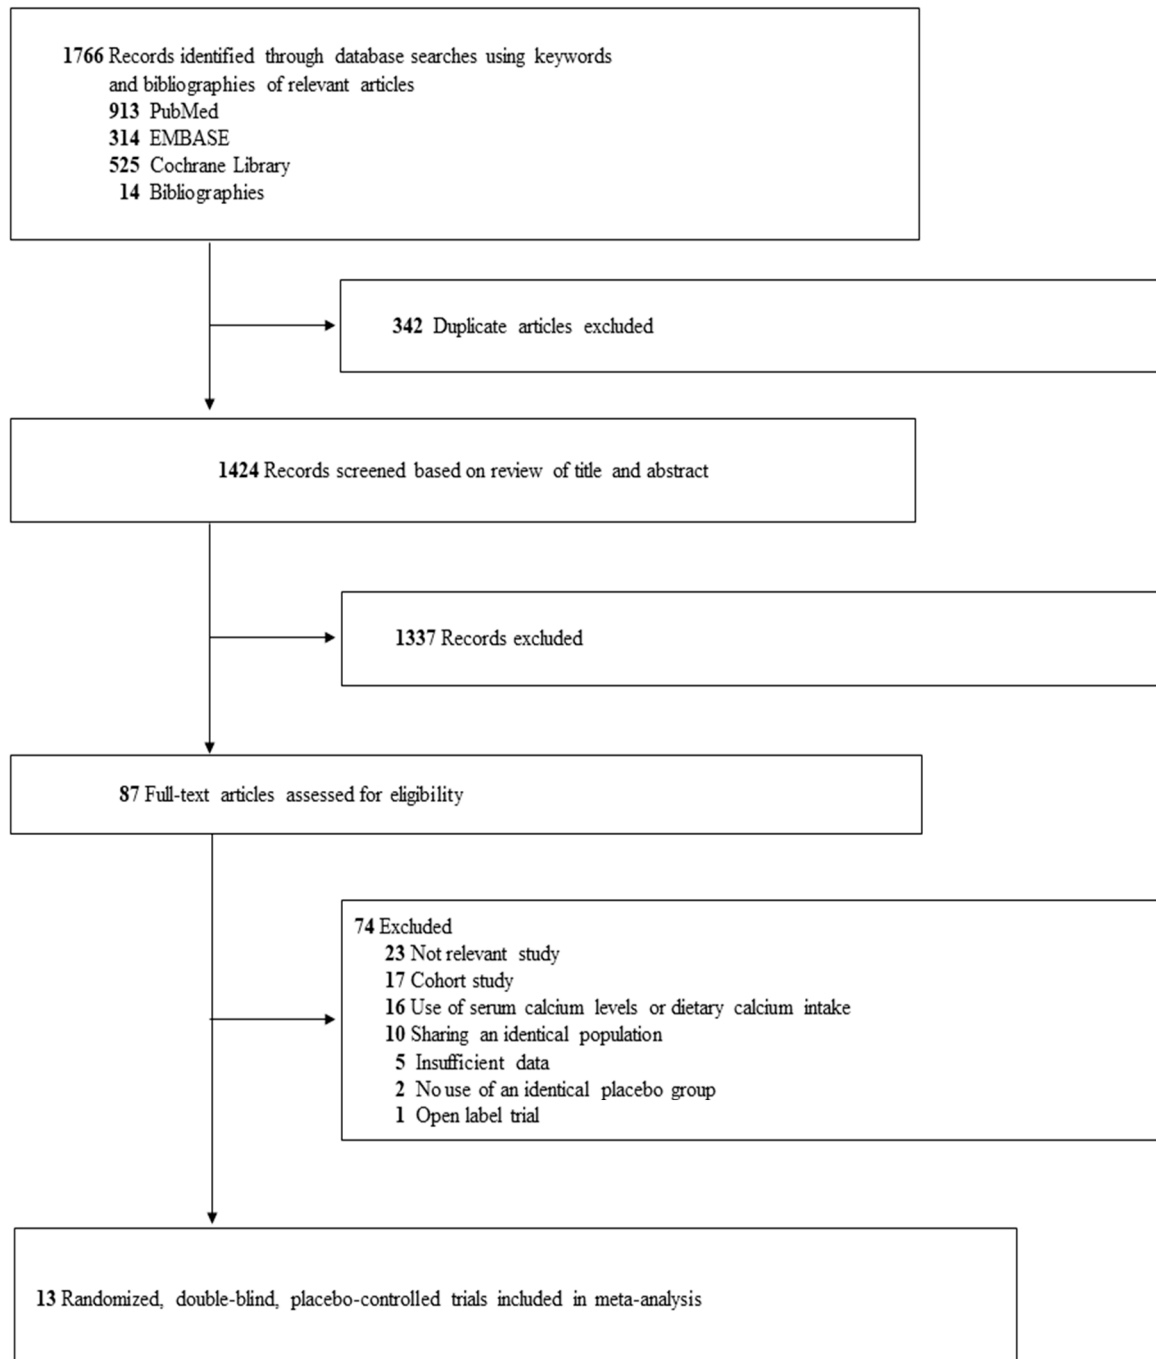 1766 Records identified through database searches using keywords
and bibliographies of relevant articles
913 PubMed
314 EMBASE
525 Cochrane Library
14 Bibliographies
342 Duplicate articles excluded
1424 Records screened based on review of title and abstract
1337 Records excluded
87 Full-text articles assessed for eligibility
74 Excluded
23 Not relevant study
17 Cohort study
16 Use of serum calcium levels or dietary calcium intake
10 Sharing an identical population
5 Insufficient data
2 No use of an identical placebo group
1 Open label trial
13 Randomized, double-blind, placebo-controlled trials included in meta-analysis